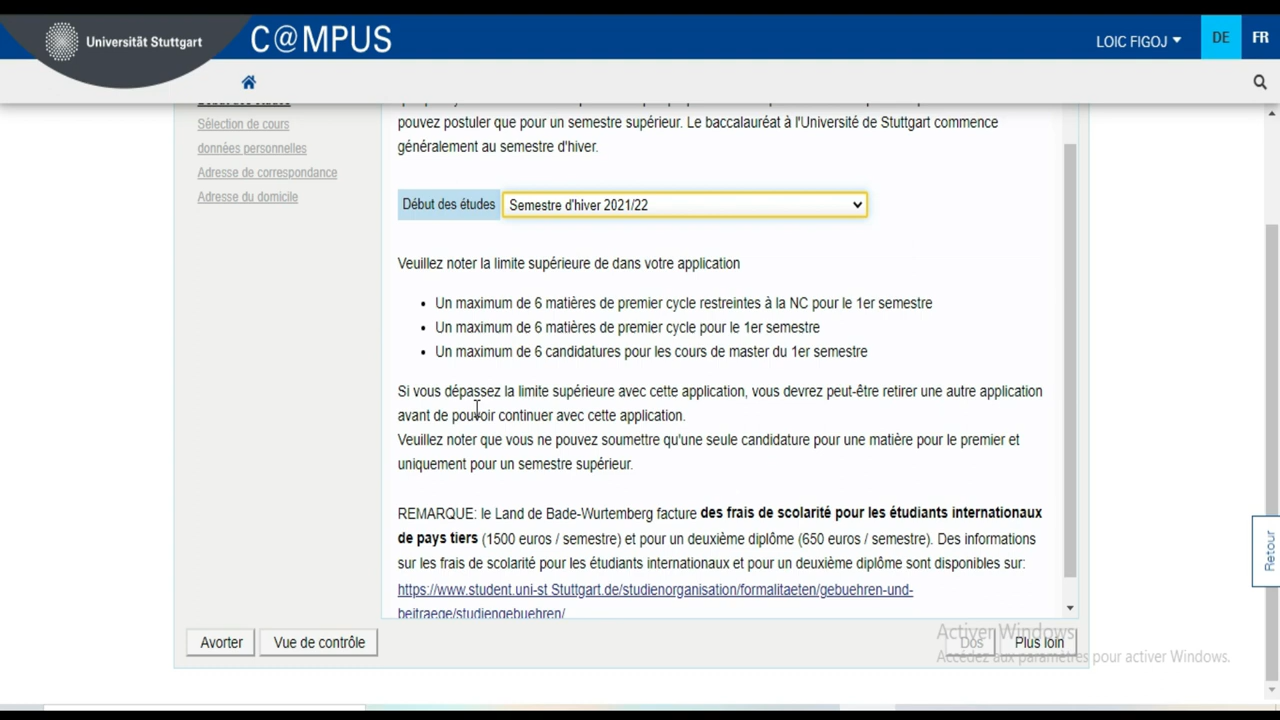 Universität Stuttgart
C@MPUS
LOIC FIGOJ
DE
FR
Sélection de cours
données personnelles
Adresse de correspondance
Adresse du domicile
pouvez postuler que pour un semestre supérieur. Le baccalauréat à l'Université de Stuttgart commence
généralement au semestre d'hiver.
Début des études
Semestre d'hiver 2021/22
Veuillez noter la limite supérieure de dans votre application
• Un maximum de 6 matières de premier cycle restreintes à la NC pour le 1er semestre
• Un maximum de 6 matières de premier cycle pour le 1er semestre
• Un maximum de 6 candidatures pour les cours de master du 1er semestre
Si vous dépassez la limite supérieure avec cette application, vous devrez peut-être retirer une autre application
avant de pouvoir continuer avec cette application.
Veuillez noter que vous ne pouvez soumettre qu'une seule candidature pour une matière pour le premier et
uniquement pour un semestre supérieur.
REMARQUE: le Land de Bade-Wurtemberg facture des frais de scolarité pour les étudiants internationaux
de pays tiers (1500 euros / semestre) et pour un deuxième diplôme (650 euros / semestre). Des informations
sur les frais de scolarité pour les étudiants internationaux et pour un deuxième diplôme sont disponibles sur:
https://www.student.uni-st Stuttgart.de/studienorganisation/formalitaeten/gebuehren-und-
beitraege/studiengebuehren/
Retour
Avorter
Vue de contrôle
Dos
Plus loin
Activer Windows
Accédez aux paramètres pour activer Windows.